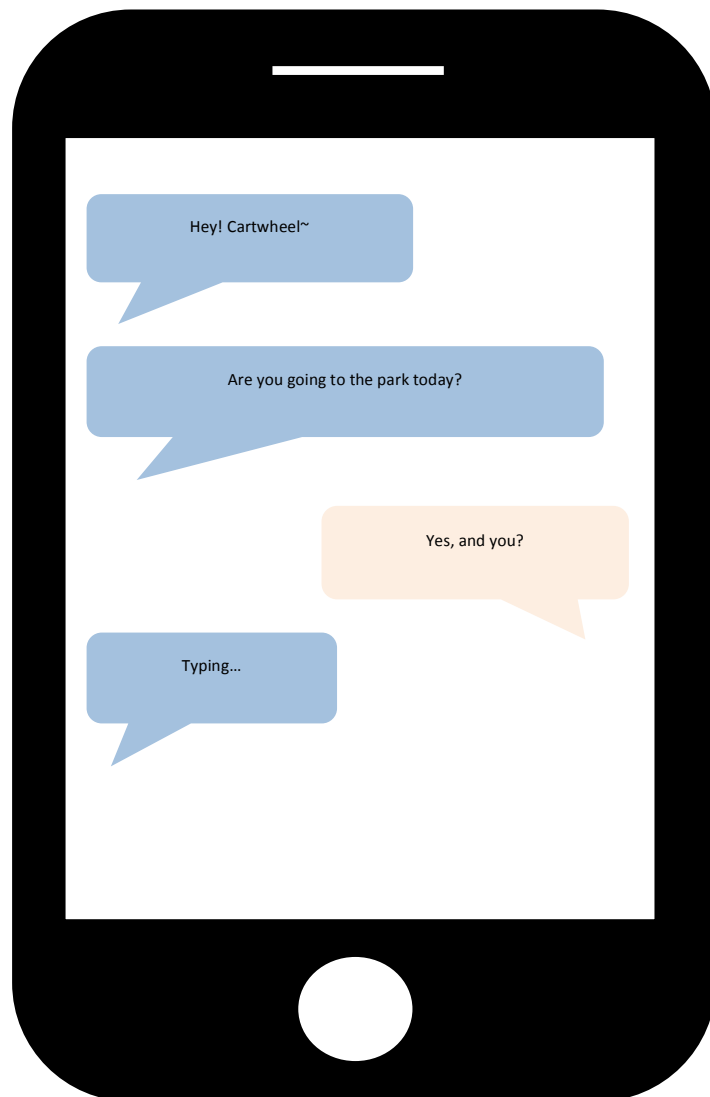 Hey! Cartwheel~
Are you going to the park today?
Yes, and you?
Typing…